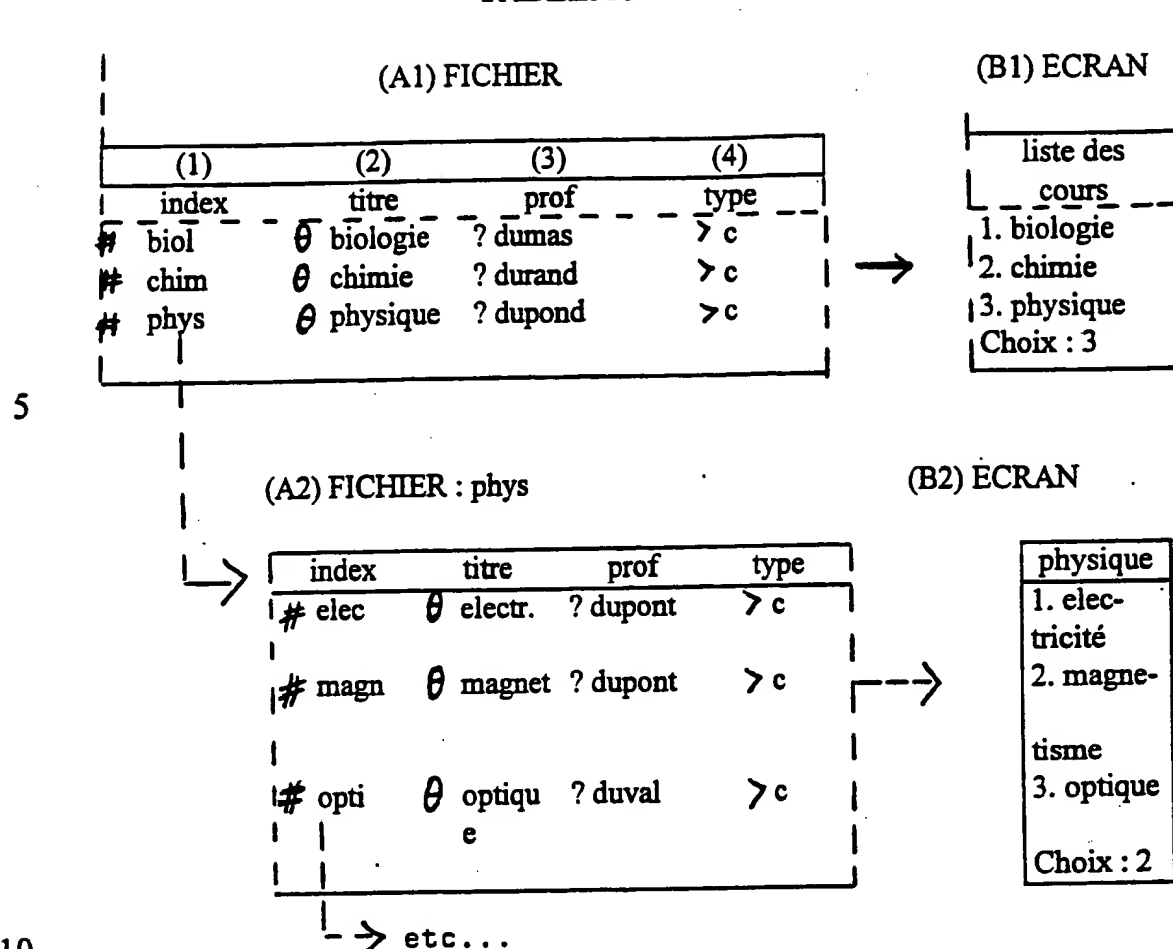 (A1) FICHIER
(B1) ECRAN
(1) (2) (3) (4)
index titre prof type
# biol θ biologie ? dumas > c
# chim θ chimie ? durand > c
# phys θ physique ? dupond > c
liste des
cours
1. biologie
2. chimie
3. physique
Choix : 3
5
(A2) FICHIER : phys
(B2) ECRAN
index titre prof type
# elec θ electr. ? dupont > c
# magn θ magnet ? dupont > c
# opti θ optiqu ? duval > c
e
physique
1. elec-
tricité
2. magne-
tisme
3. optique
Choix : 2
etc...
10